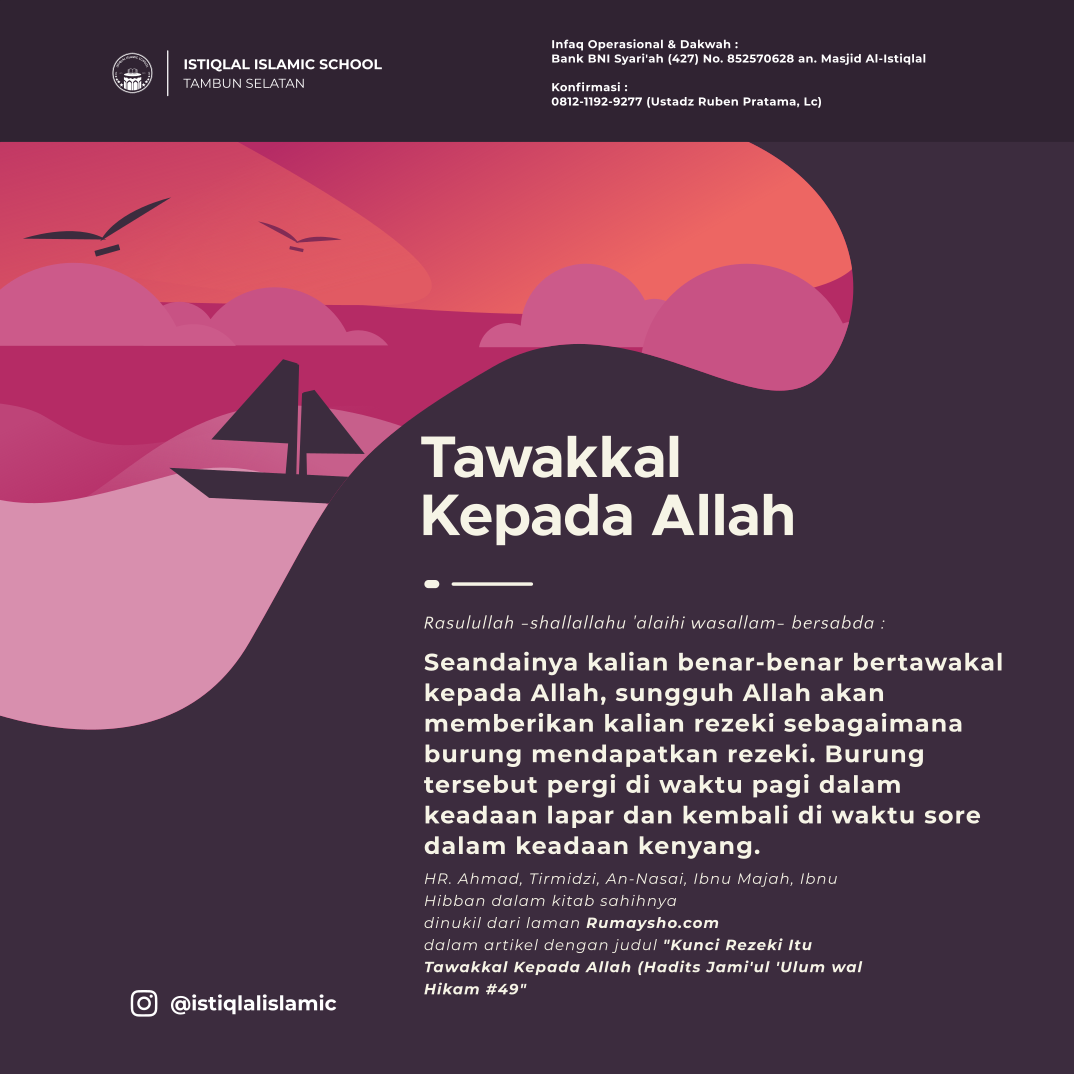 ISTIQLAL ISLAMIC SCHOOL
TAMBUN SELATAN
Infaq Operasional & Dakwah :
Bank BNI Syari'ah (427) No. 852570628 an. Masjid Al-Istiqlal
Konfirmasi :
0812-1192-9277 (Ustadz Ruben Pratama, Lc)
Tawakkal
Kepada Allah
Rasulullah -shallallahu 'alaihi wasallam- bersabda :
Seandainya kalian benar-benar bertawakal
kepada Allah, sungguh Allah akan
memberikan kalian rezeki sebagaimana
burung mendapatkan rezeki. Burung
tersebut pergi di waktu pagi dalam
keadaan lapar dan kembali di waktu sore
dalam keadaan kenyang.
HR. Ahmad, Tirmidzi, An-Nasai, Ibnu Majah, Ibnu
Hibban dalam kitab sahihnya
dinukil dari laman Rumaysho.com
dalam artikel dengan judul "Kunci Rezeki Itu
Tawakkal Kepada Allah (Hadits Jami'ul 'Ulum wal
Hikam #49"
@istiqlalislamic